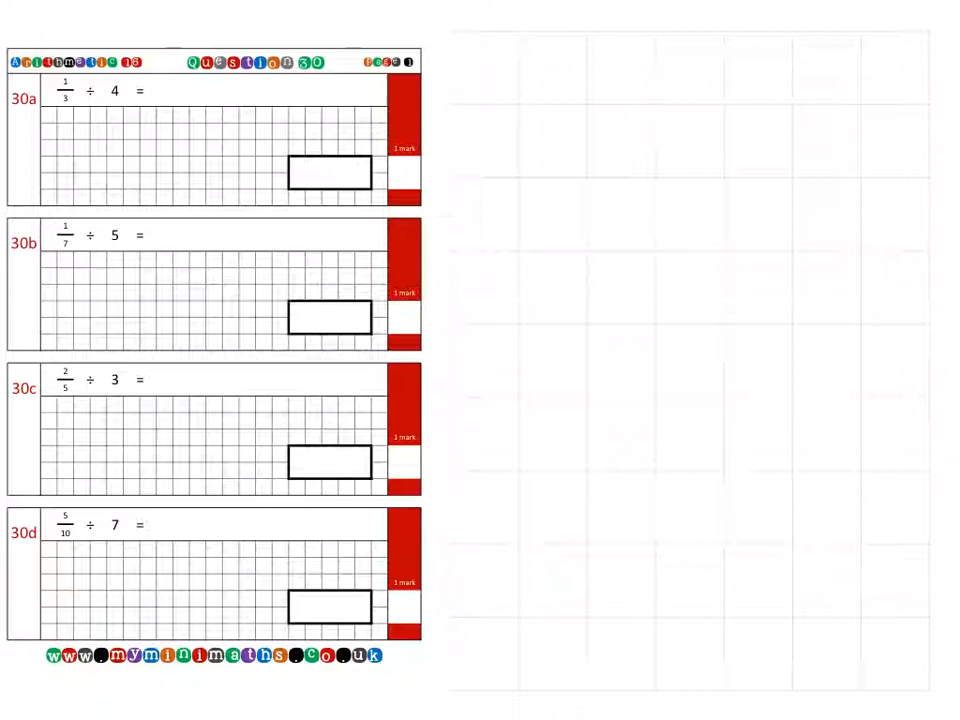 Arithmetic 16 Question 30 Page 1
30a 1/3 ÷ 4 =
1 mark
30b 1/7 ÷ 5 =
1 mark
30c 2/5 ÷ 3 =
1 mark
30d 5/10 ÷ 7 =
1 mark
www.myminimaths.co.uk